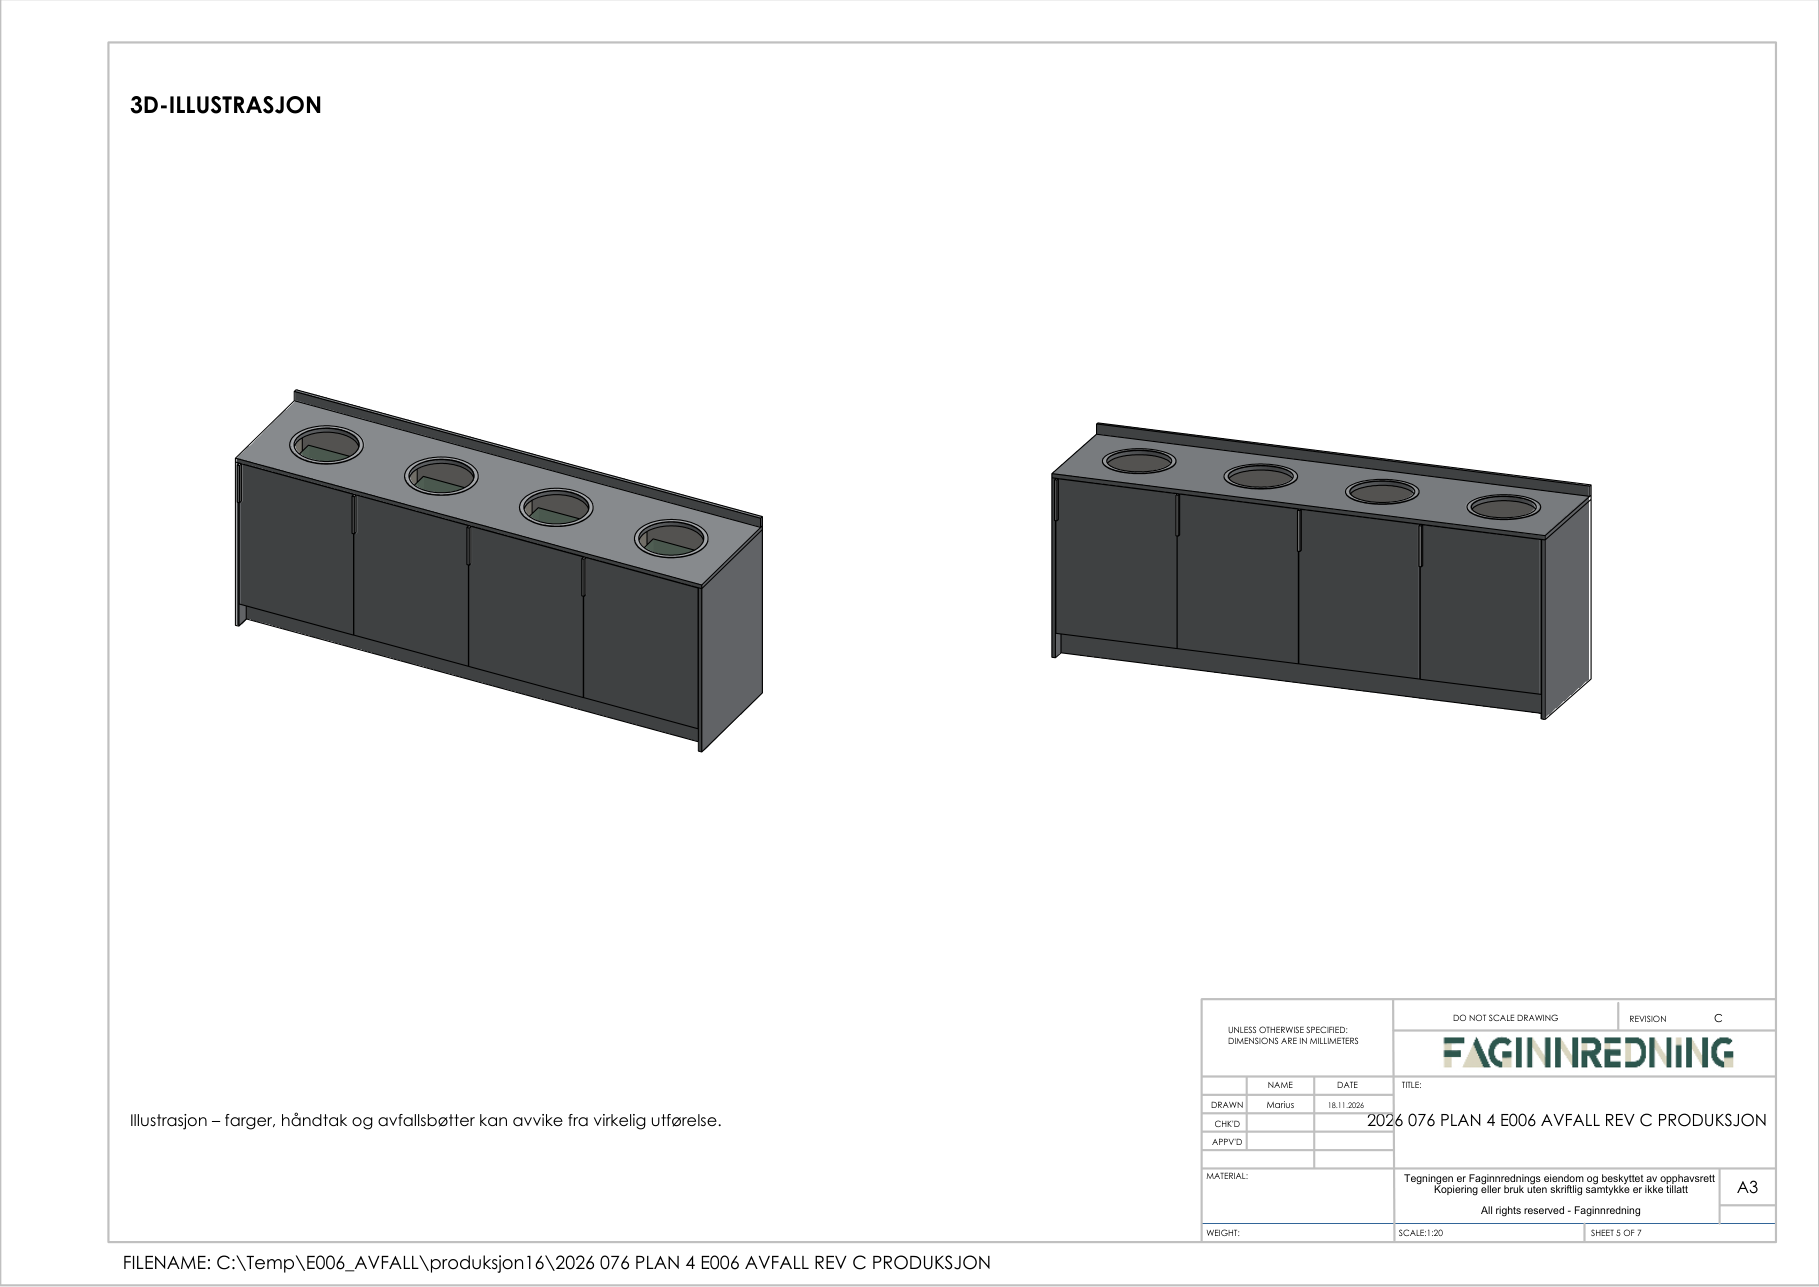 3D-ILLUSTRASJON
Illustrasjon – farger, håndtak og avfallsbøtter kan avvike fra virkelig utførelse.
UNLESS OTHERWISE SPECIFIED:
DIMENSIONS ARE IN MILLIMETERS
DO NOT SCALE DRAWING
REVISION C
FAGINNREDNING
NAME DATE
TITLE:
DRAWN Marius 18.11.2026
CHK'D
APPV'D
2026 076 PLAN 4 E006 AVFALL REV C PRODUKSJON
MATERIAL:
Tegningen er Faginnrednings eiendom og beskyttet av opphavsrett
Kopiering eller bruk uten skriftlig samtykke er ikke tillatt
All rights reserved - Faginnredning
A3
WEIGHT:
SCALE:1:20
SHEET 5 OF 7
FILENAME: C:\Temp\E006_AVFALL\produksjon16\2026 076 PLAN 4 E006 AVFALL REV C PRODUKSJON